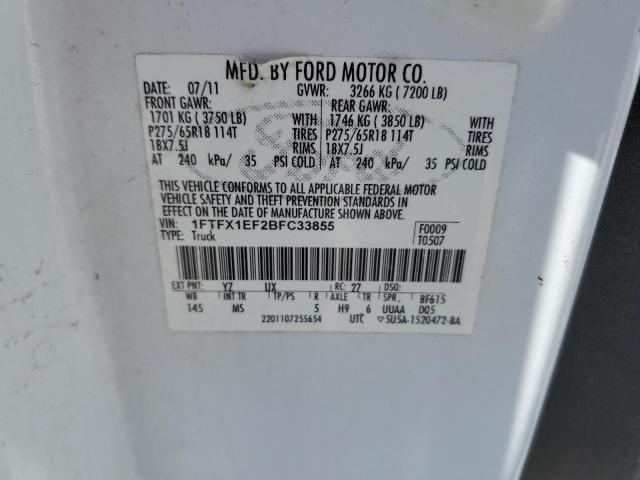 MFD. BY FORD MOTOR CO.
DATE: 07/11 GVWR: 3266 KG ( 7200 LB)
FRONT GAWR: REAR GAWR:
1701 KG ( 3750 LB) WITH 1746 KG ( 3850 LB) WITH
P275/65R18 114T TIRES P275/65R18 114T TIRES
18X7.5J RIMS 18X7.5J RIMS
AT 240 kPa/ 35 PSI COLD AT 240 kPa/ 35 PSI COLD
THIS VEHICLE CONFORMS TO ALL APPLICABLE FEDERAL MOTOR
VEHICLE SAFETY AND THEFT PREVENTION STANDARDS IN
EFFECT ON THE DATE OF MANUFACTURE SHOWN ABOVE.
VIN: 1FTFX1EF2BFC33855 F0009
TYPE: Truck T0507
EXT PNT: YZ UX RC: 27 DSO:
WB INT TR TP/PS R AXLE TR SPR. BF615
145 MS 5 H9 6 UUAA D05
2201107255654 UTC ▽5U5A-1520472-BA
Ford